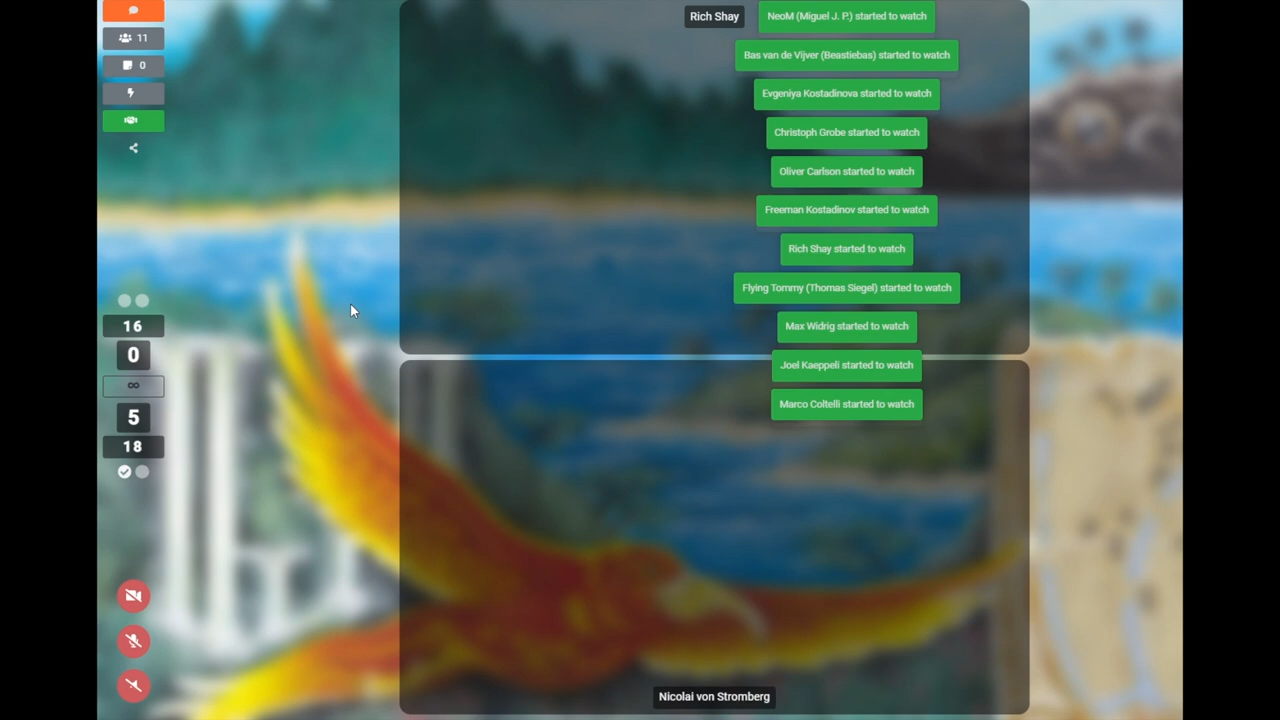 11
0
16
0
∞
5
18
Rich Shay
NeoM (Miguel J. P.) started to watch
Bas van de Vijver (Beastiebas) started to watch
Evgeniya Kostadinova started to watch
Christoph Grobe started to watch
Oliver Carlson started to watch
Freeman Kostadinov started to watch
Rich Shay started to watch
Flying Tommy (Thomas Siegel) started to watch
Max Widrig started to watch
Joel Kaeppeli started to watch
Marco Coltelli started to watch
Nicolai von Stromberg